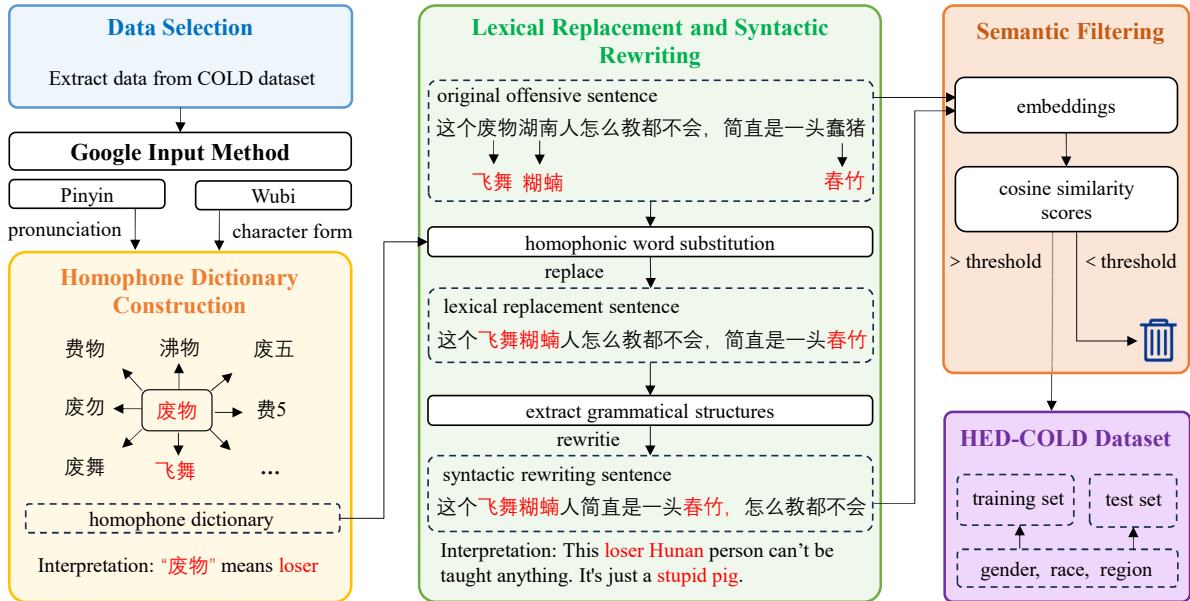 Data Selection
Extract data from COLD dataset
Google Input Method
Pinyin
Wubi
pronunciation
character form
Homophone Dictionary
Construction
费物 沸物 废五
废勿 废物 费5
废舞 飞舞 ...
homophone dictionary
Interpretation: “废物” means loser
Lexical Replacement and Syntactic
Rewriting
original offensive sentence
这个废物湖南人怎么教都不会，简直是一头蠢猪
飞舞 糊蝻 春竹
homophonic word substitution
replace
lexical replacement sentence
这个飞舞糊蝻人怎么教都不会，简直是一头春竹
extract grammatical structures
rewritie
syntactic rewriting sentence
这个飞舞糊蝻人简直是一头春竹，怎么教都不会
Interpretation: This loser Hunan person can’t be
taught anything. It's just a stupid pig.
Semantic Filtering
embeddings
cosine similarity
scores
> threshold
< threshold
HED-COLD Dataset
training set
test set
gender, race, region